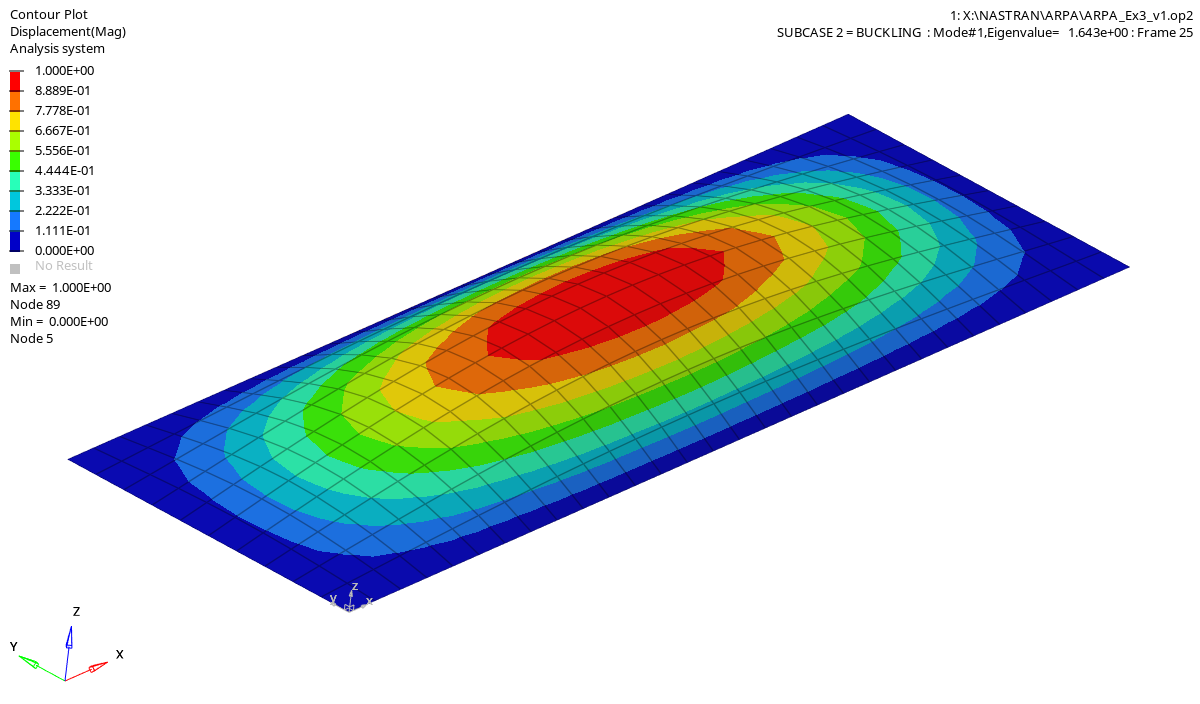 Contour Plot
Displacement(Mag)
Analysis system
1.000E+00
8.889E-01
7.778E-01
6.667E-01
5.556E-01
4.444E-01
3.333E-01
2.222E-01
1.111E-01
0.000E+00
No Result
Max = 1.000E+00
Node 89
Min = 0.000E+00
Node 5
1: X:\NASTRAN\ARPA\ARPA_Ex3_v1.op2
SUBCASE 2 = BUCKLING : Mode#1,Eigenvalue= 1.643e+00 : Frame 25
Z
Y
X
Z
Y
X